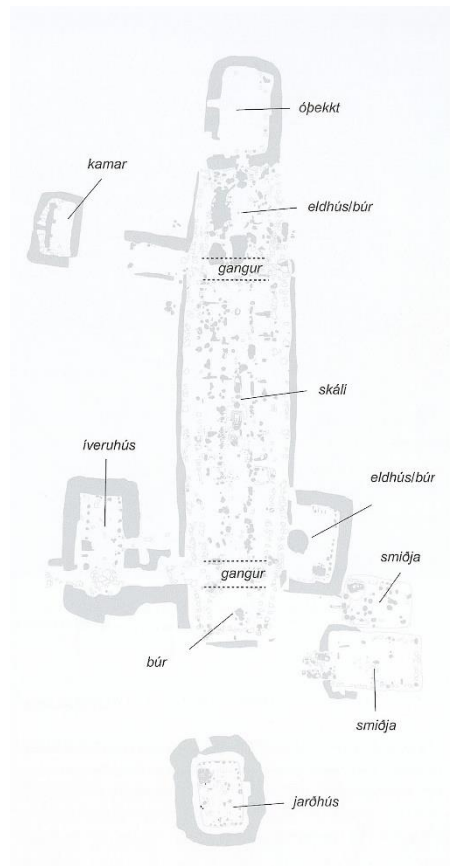 óþekkt
kamar
eldhús/búr
gangur
skáli
íveruhús
eldhús/búr
smiðja
gangur
búr
smiðja
jarðhús